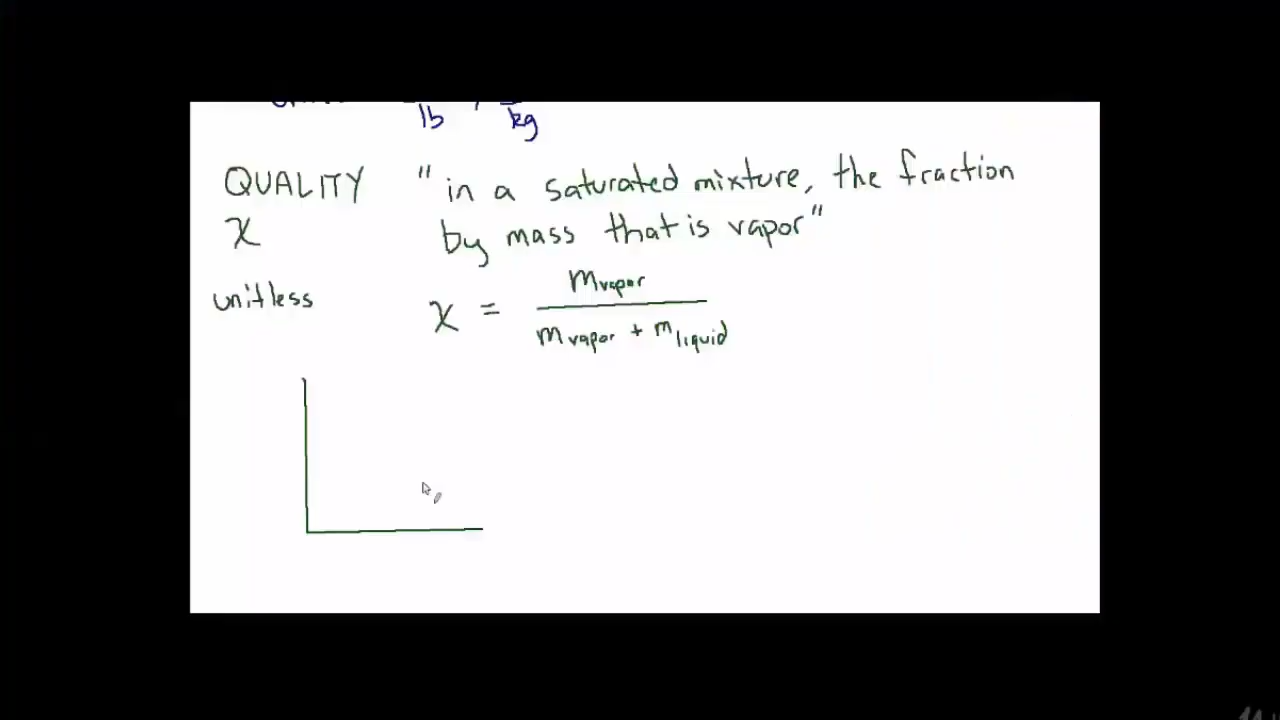 lb , kg
QUALITY "in a saturated mixture, the fraction
x by mass that is vapor"
unitless x = mvapor / mvapor + mliquid